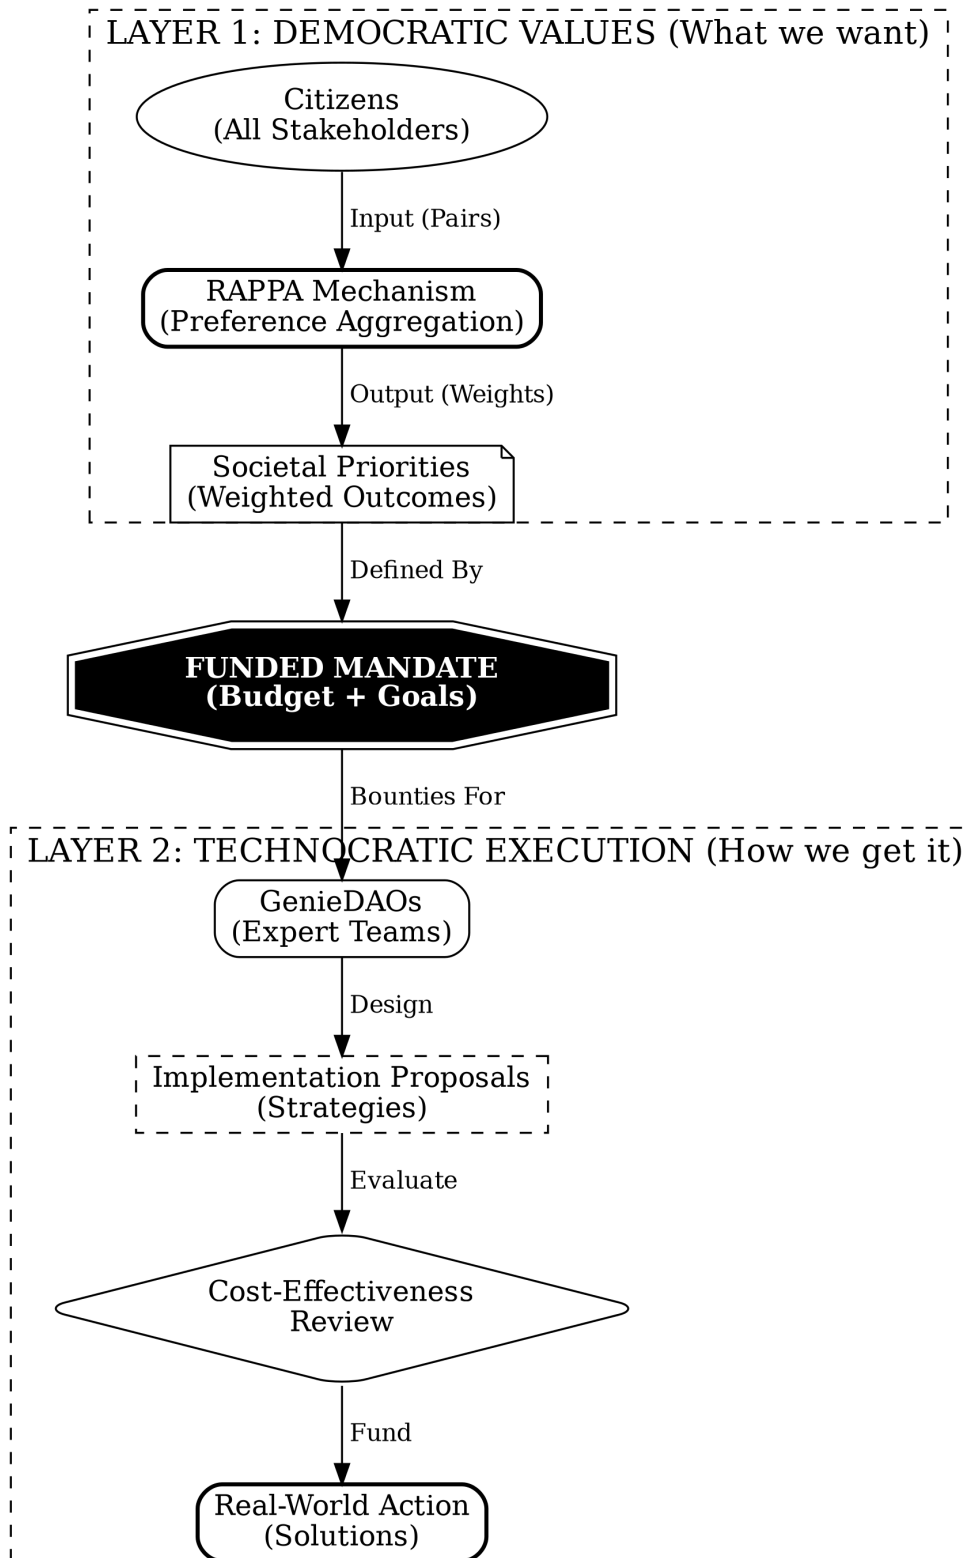 LAYER 1: DEMOCRATIC VALUES (What we want)
Citizens
(All Stakeholders)
Input (Pairs)
RAPPA Mechanism
(Preference Aggregation)
Output (Weights)
Societal Priorities
(Weighted Outcomes)
Defined By
FUNDED MANDATE
(Budget + Goals)
Bounties For
LAYER 2: TECHNOCRATIC EXECUTION (How we get it)
GenieDAOs
(Expert Teams)
Design
Implementation Proposals
(Strategies)
Evaluate
Cost-Effectiveness
Review
Fund
Real-World Action
(Solutions)